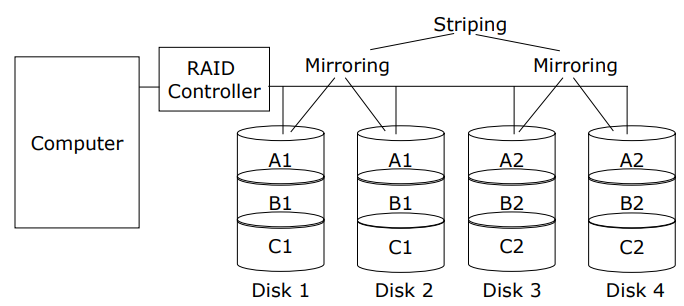 Striping
RAID
Controller
Mirroring
Mirroring
Computer
A1
A1
A2
A2
B1
B1
B2
B2
C1
C1
C2
C2
Disk 1
Disk 2
Disk 3
Disk 4